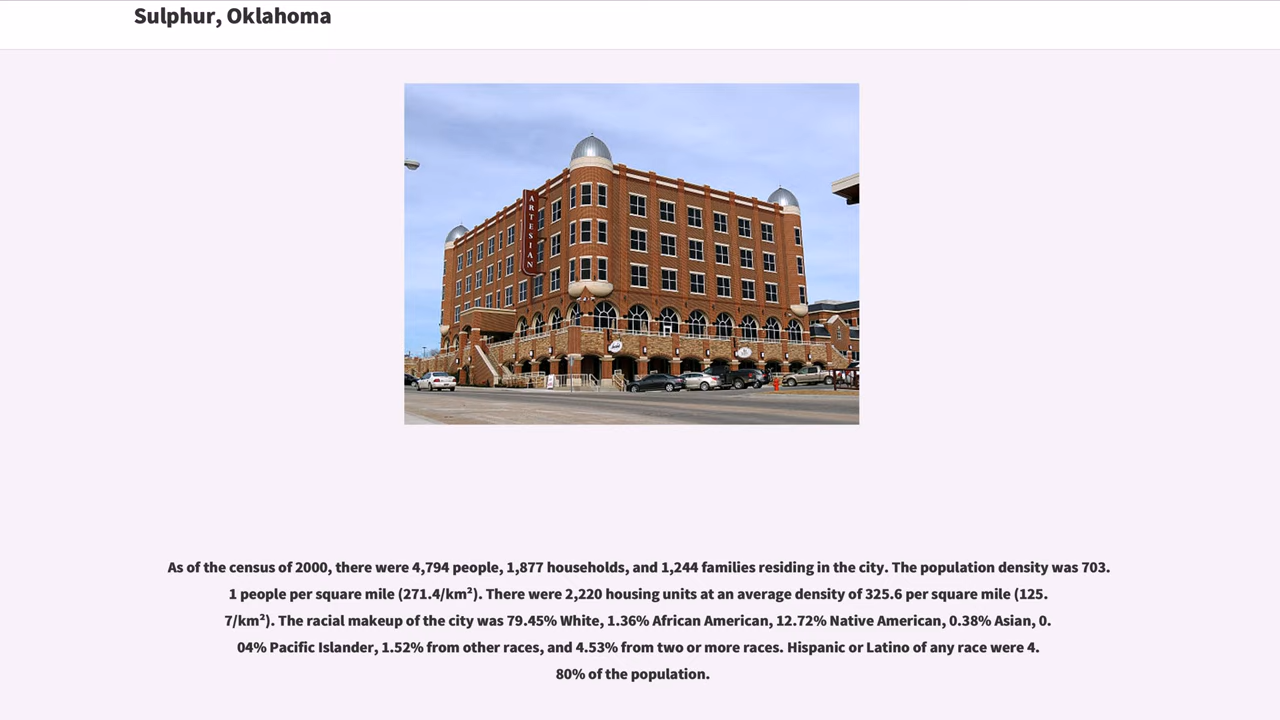 Sulphur, Oklahoma
ARTESIAN
As of the census of 2000, there were 4,794 people, 1,877 households, and 1,244 families residing in the city. The population density was 703.
1 people per square mile (271.4/km²). There were 2,220 housing units at an average density of 325.6 per square mile (125.
7/km²). The racial makeup of the city was 79.45% White, 1.36% African American, 12.72% Native American, 0.38% Asian, 0.
04% Pacific Islander, 1.52% from other races, and 4.53% from two or more races. Hispanic or Latino of any race were 4.
80% of the population.